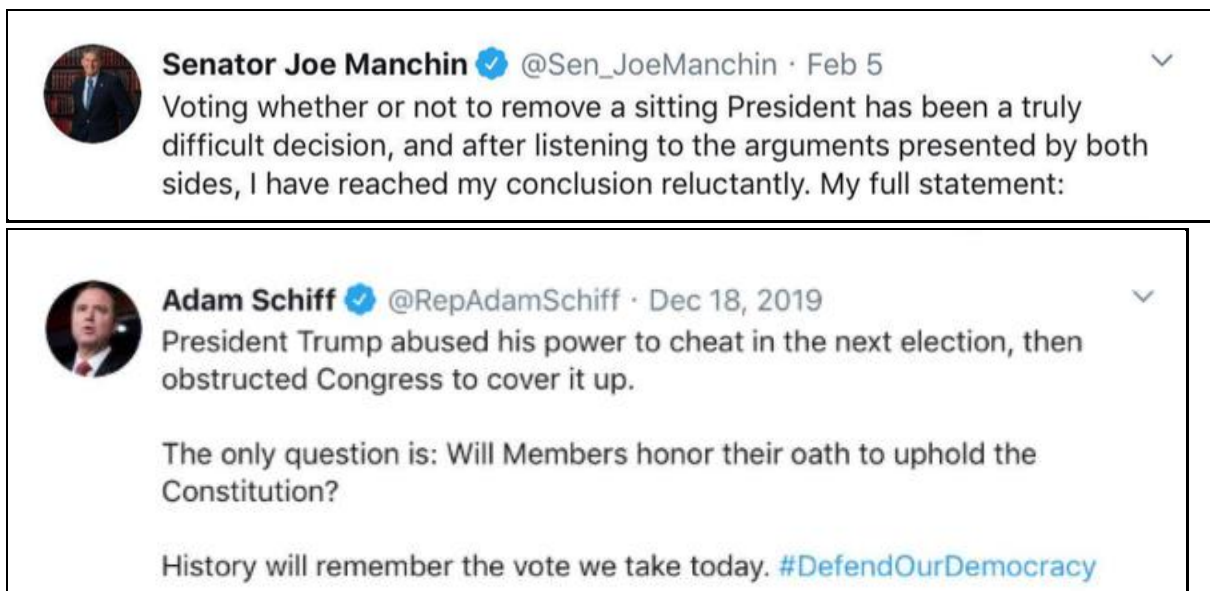 Senator Joe Manchin @Sen_JoeManchin · Feb 5
Voting whether or not to remove a sitting President has been a truly
difficult decision, and after listening to the arguments presented by both
sides, I have reached my conclusion reluctantly. My full statement:
Adam Schiff @RepAdamSchiff · Dec 18, 2019
President Trump abused his power to cheat in the next election, then
obstructed Congress to cover it up.
The only question is: Will Members honor their oath to uphold the
Constitution?
History will remember the vote we take today. #DefendOurDemocracy